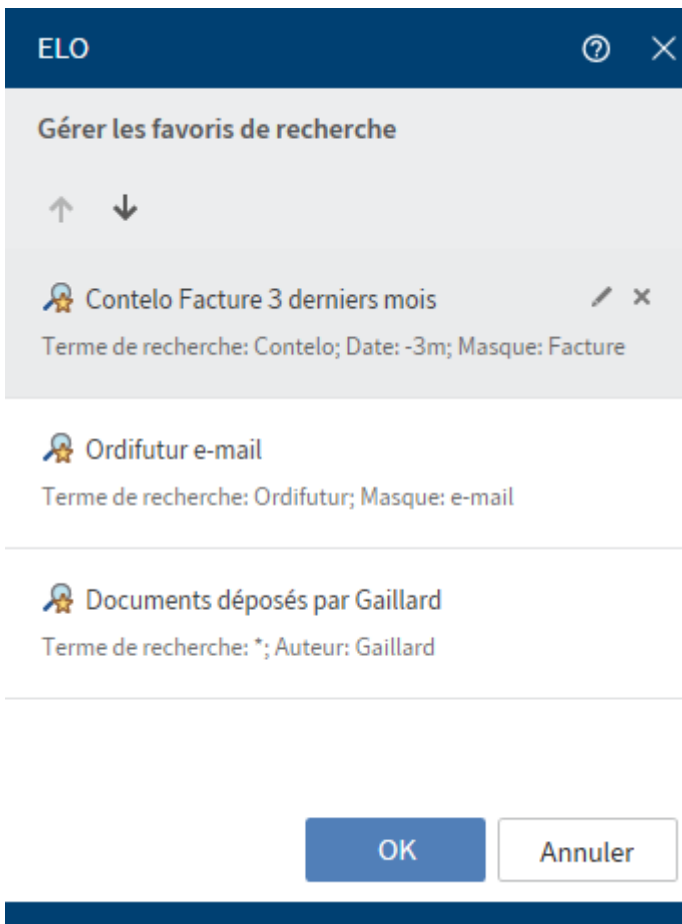 ELO
Gérer les favoris de recherche
Contelo Facture 3 derniers mois
Terme de recherche: Contelo; Date: -3m; Masque: Facture
Ordifutur e-mail
Terme de recherche: Ordifutur; Masque: e-mail
Documents déposés par Gaillard
Terme de recherche: *; Auteur: Gaillard
OK
Annuler